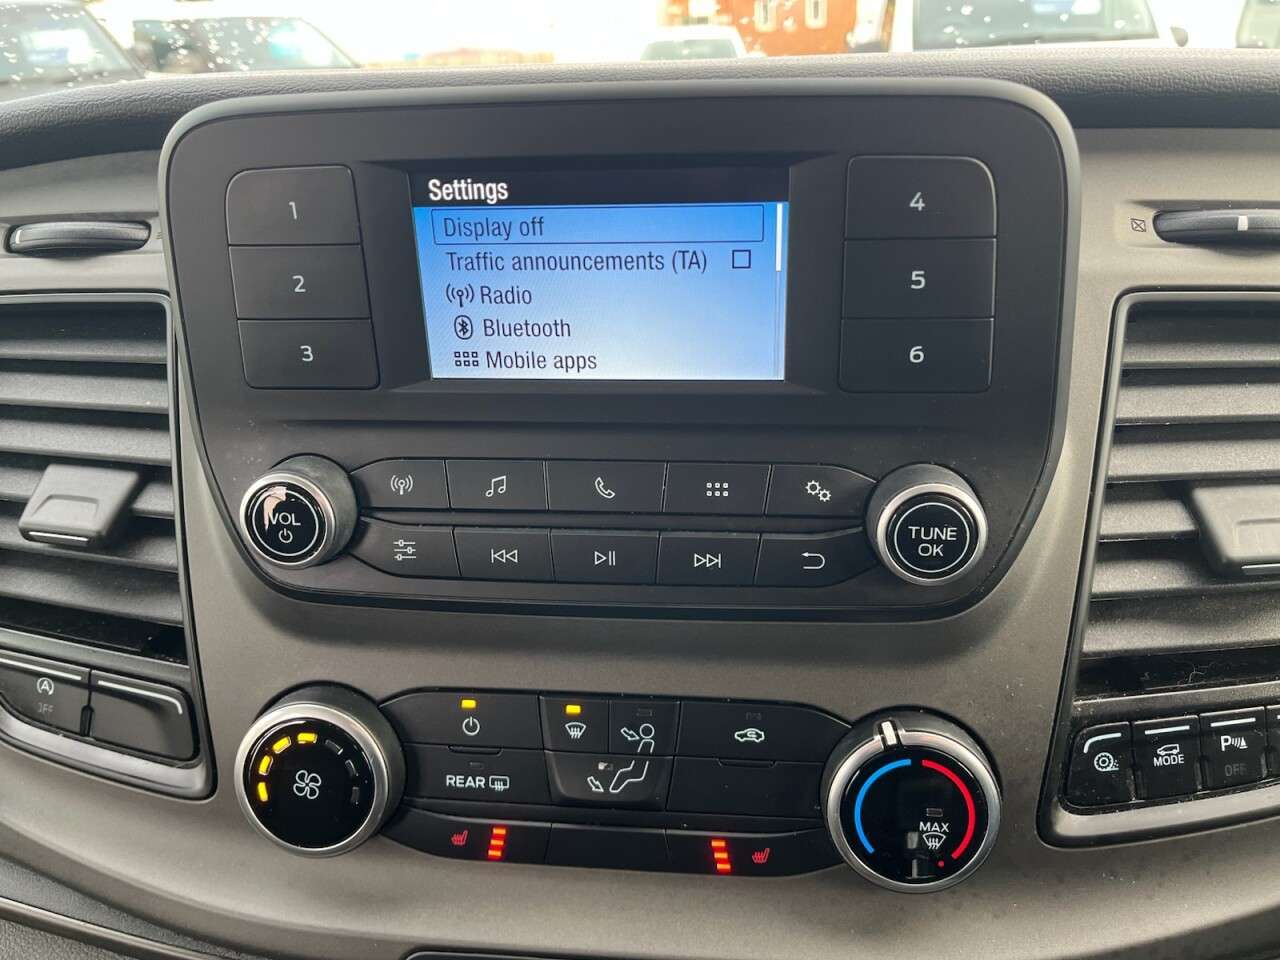 Settings
Display off
Traffic announcements (TA)
Radio
Bluetooth
Mobile apps
1
2
3
4
5
6
VOL
TUNE
OK
A
OFF
REAR
MAX
MODE
P
OFF